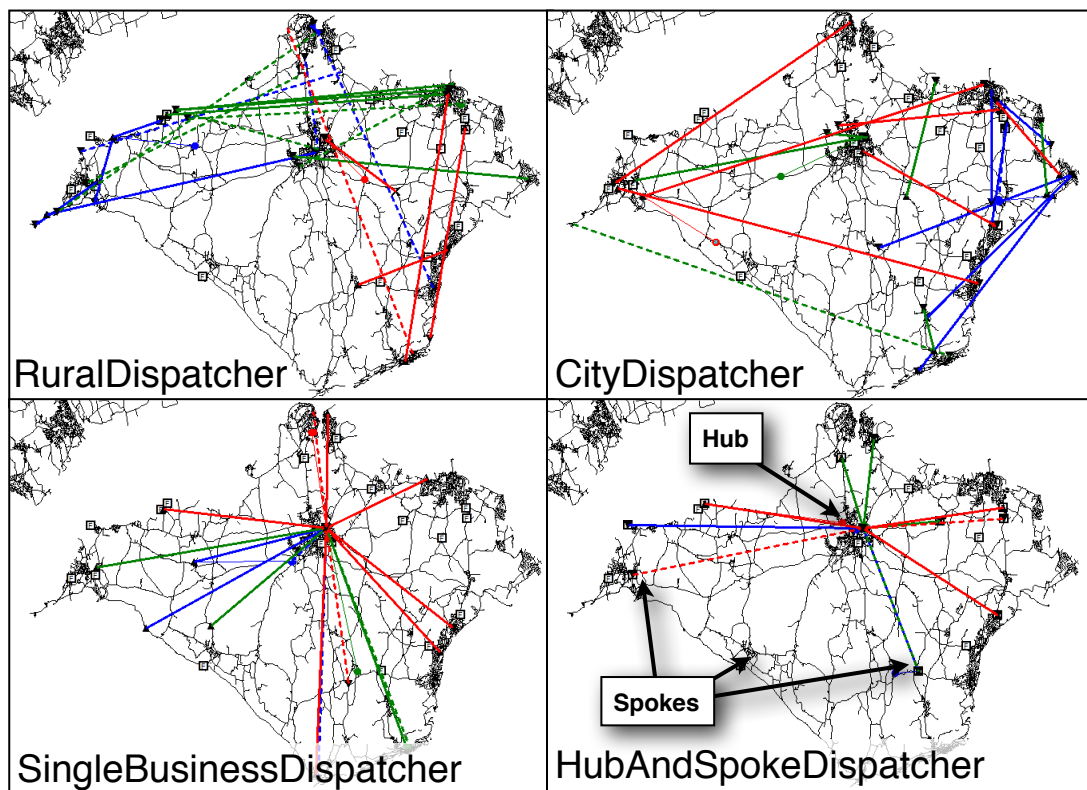 RuralDispatcher
CityDispatcher
Hub
Spokes
SingleBusinessDispatcher
HubAndSpokeDispatcher